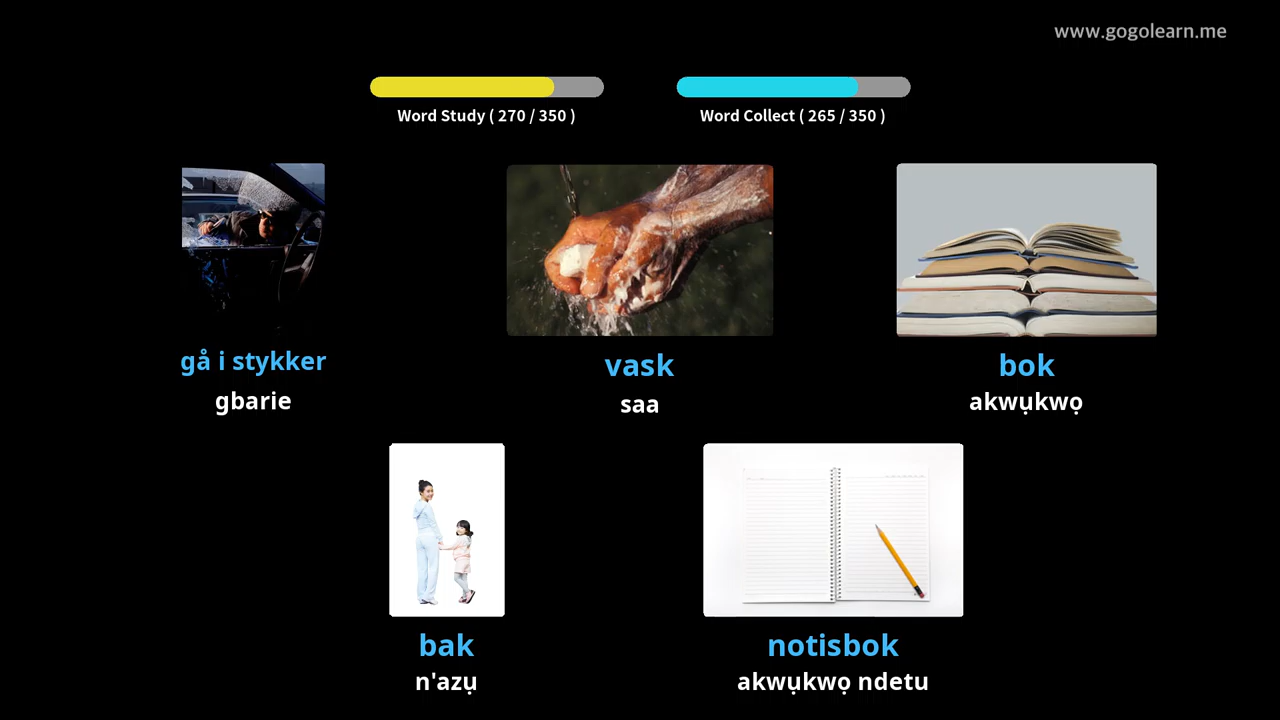 www.gogolearn.me
Word Study ( 270 / 350 )
Word Collect ( 265 / 350 )
gå i stykker
gbarie
vask
saa
bok
akwụkwọ
bak
n'azụ
notisbok
akwụkwọ ndetu